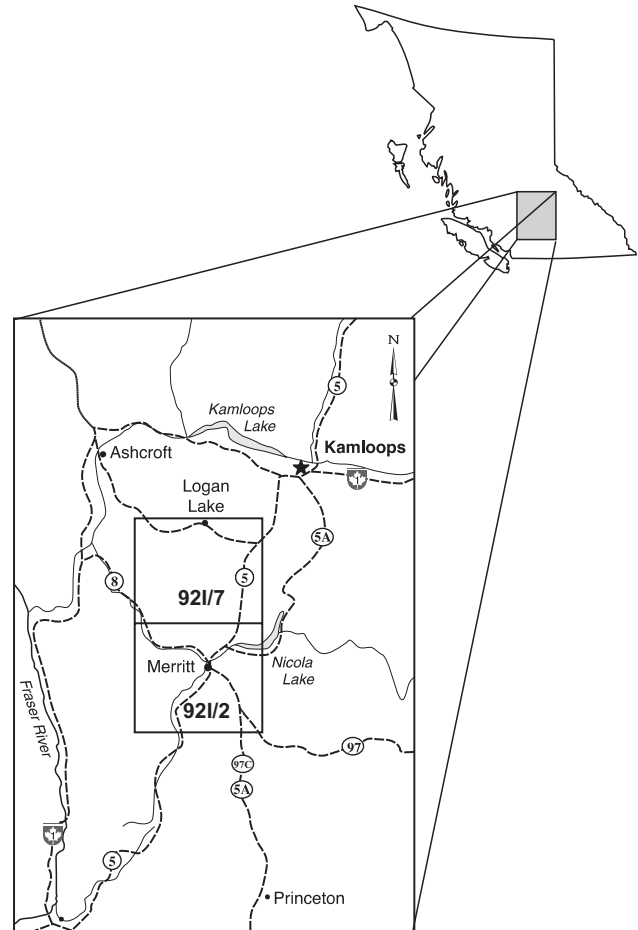 N
5
Kamloops
Lake
Kamloops
1
Ashcroft
Logan
Lake
5A
8
5
92I/7
Merritt
Nicola
Lake
92I/2
Fraser River
97
97C
5A
1
5
Princeton